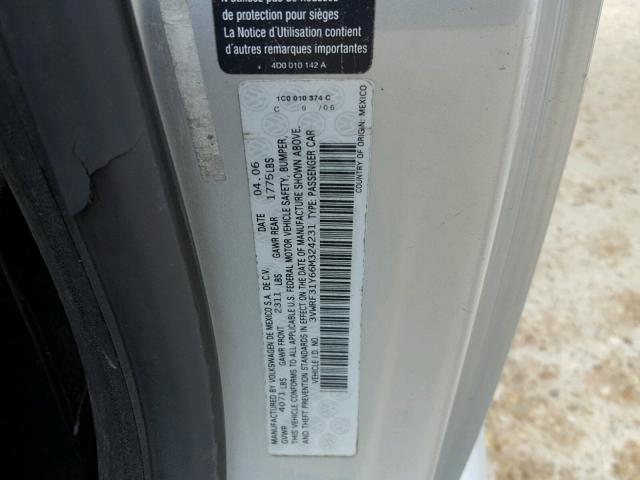 de protection pour sièges
La Notice d'Utilisation contient
d'autres remarques importantes
4D0 010 142 A
1C0 010 374 C
C 9 /06
MANUFACTURED BY VOLKSWAGEN DE MEXICO S.A. DE C.V. DATE 04.06
GVWR 4073 LBS GAWR FRONT 2311 LBS GAWR REAR 1775LBS
THIS VEHICLE CONFORMS TO ALL APPLICABLE U.S. FEDERAL MOTOR VEHICLE SAFETY, BUMPER,
AND THEFT PREVENTION STANDARDS IN EFFECT ON THE DATE OF MANUFACTURE SHOWN ABOVE.
VEHICLE I.D. NO. 3VWRF31Y66M324231 TYPE: PASSENGER CAR
COUNTRY OF ORIGIN: MEXICO